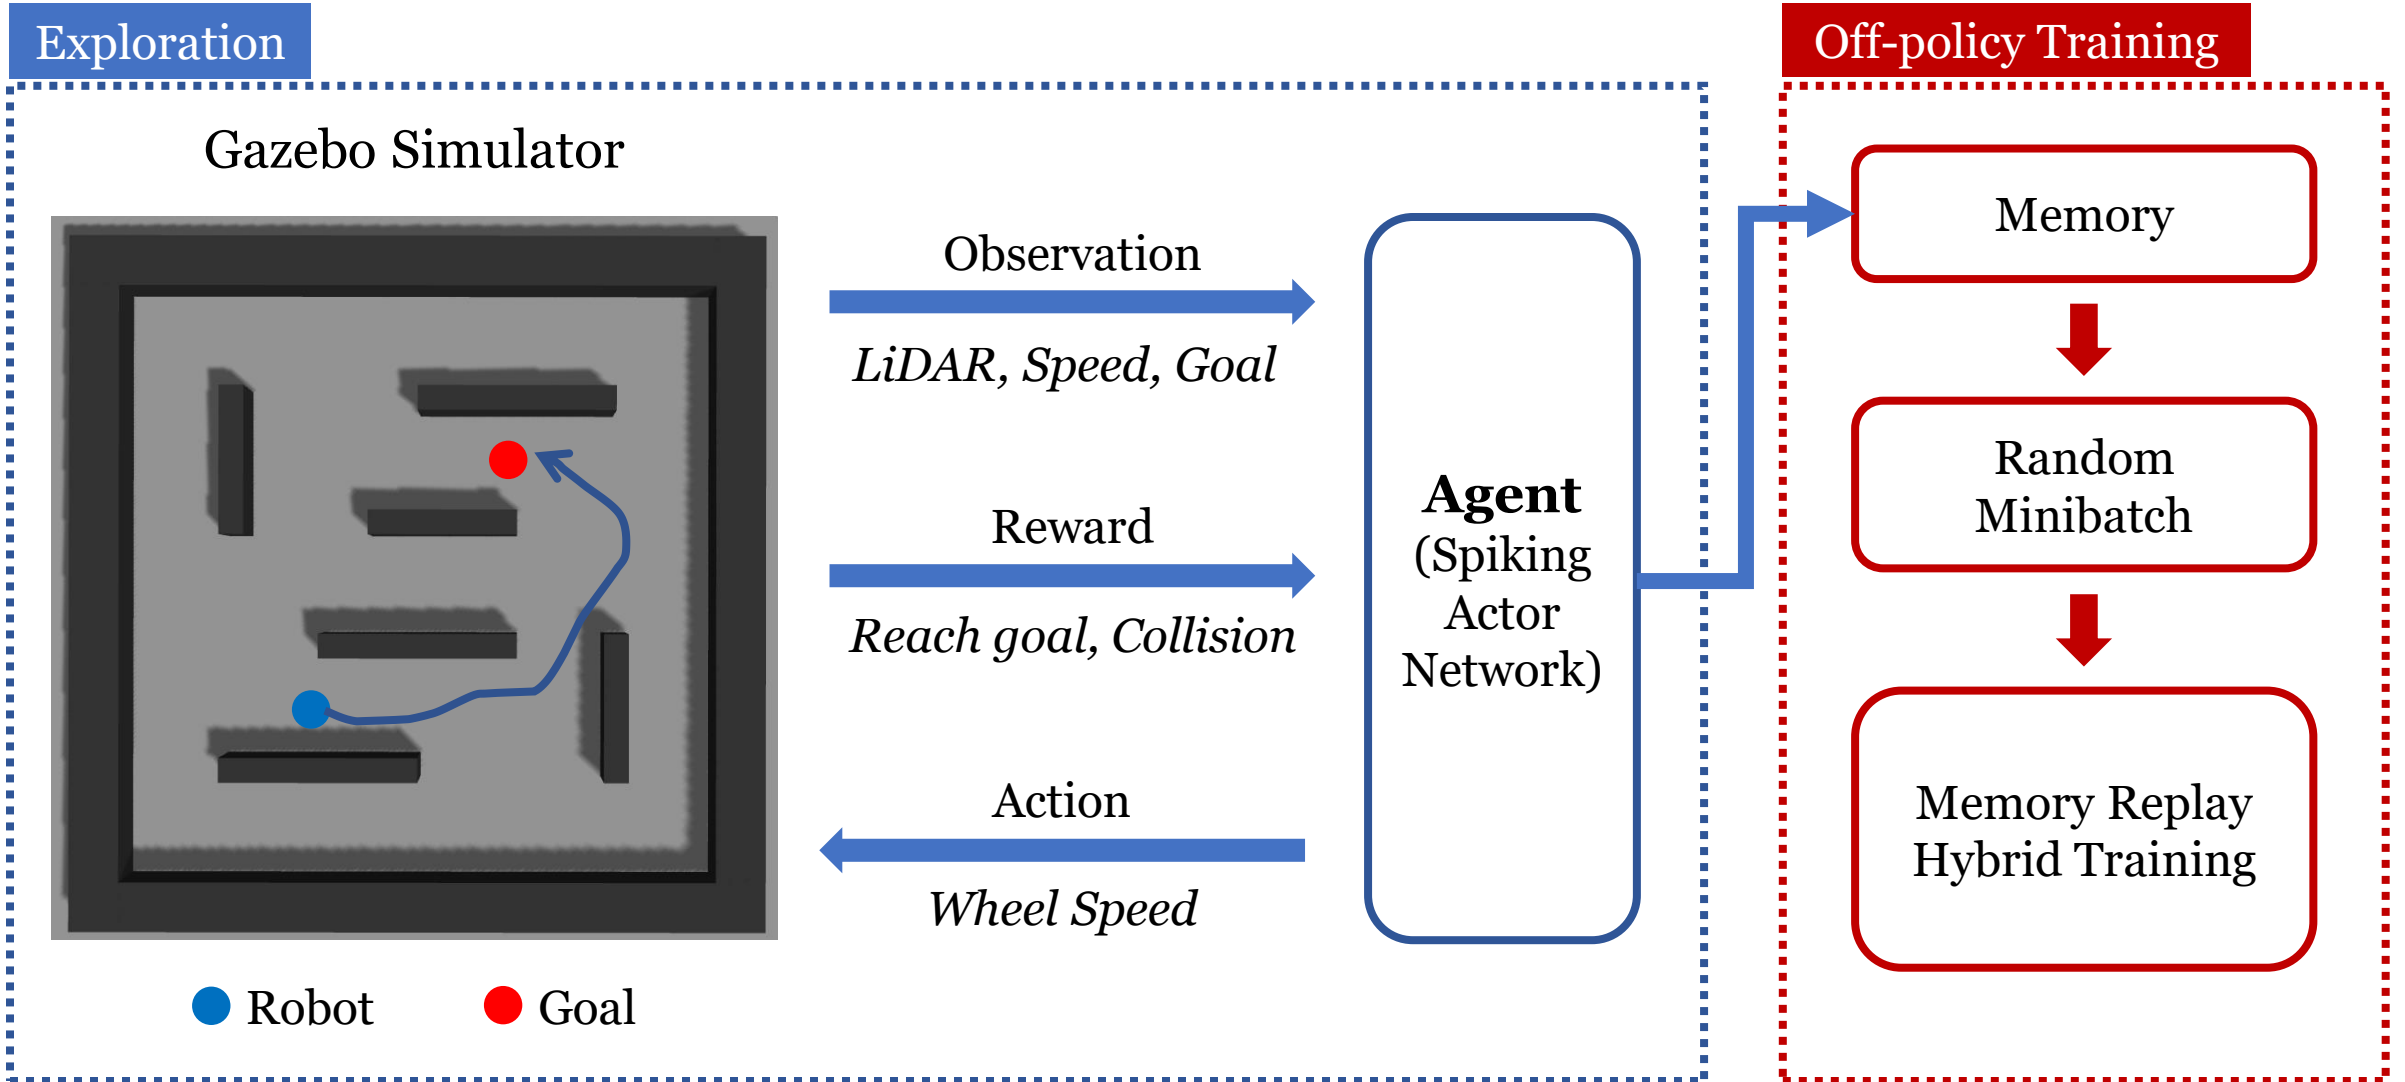 Exploration
Off-policy Training
Gazebo Simulator
Observation
LiDAR, Speed, Goal
Reward
Reach goal, Collision
Action
Wheel Speed
Agent
(Spiking
Actor
Network)
Robot
Goal
Memory
Random
Minibatch
Memory Replay
Hybrid Training